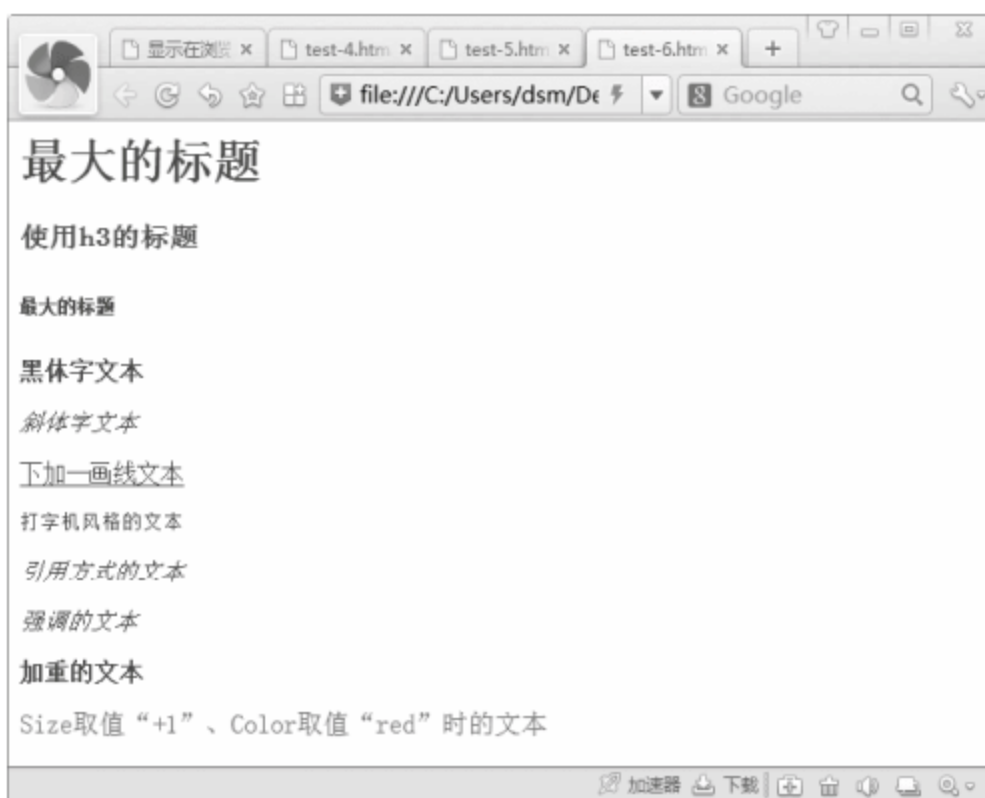 显示在浏览
test-4.htm
test-5.htm
test-6.htm
file:///C:/Users/dsm/De
Google
最大的标题
使用h3的标题
最大的标题
黑体字文本
斜体字文本
下加一画线文本
打字机风格的文本
引用方式的文本
强调的文本
加重的文本
Size取值“+1”、Color取值“red”时的文本
加速器 下载